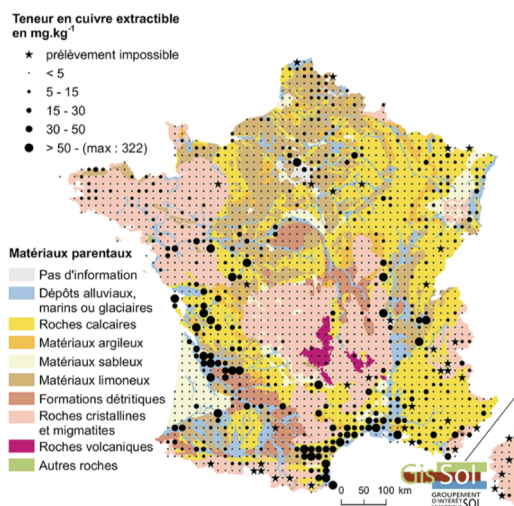 Teneur en cuivre extractible
en mg.kg-1
prélèvement impossible
< 5
5 - 15
15 - 30
30 - 50
> 50 - (max : 322)
Matériaux parentaux
Pas d'information
Dépôts alluviaux,
marins ou glaciaires
Roches calcaires
Matériaux argileux
Matériaux sableux
Matériaux limoneux
Formations détritiques
Roches cristallines
et migmatites
Roches volcaniques
Autres roches
0 50 100 km
Gis Sol
GROUPEMENT
D'INTÉRÊT
SOL